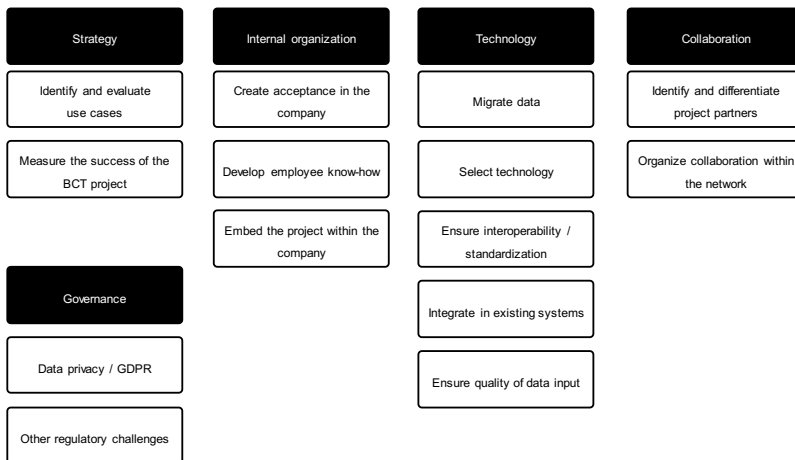 Strategy
Identify and evaluate
use cases
Measure the success of the
BCT project
Internal organization
Create acceptance in the
company
Develop employee know-how
Embed the project within the
company
Technology
Migrate data
Select technology
Ensure interoperability /
standardization
Integrate in existing systems
Ensure quality of data input
Collaboration
Identify and differentiate
project partners
Organize collaboration within
the network
Governance
Data privacy / GDPR
Other regulatory challenges